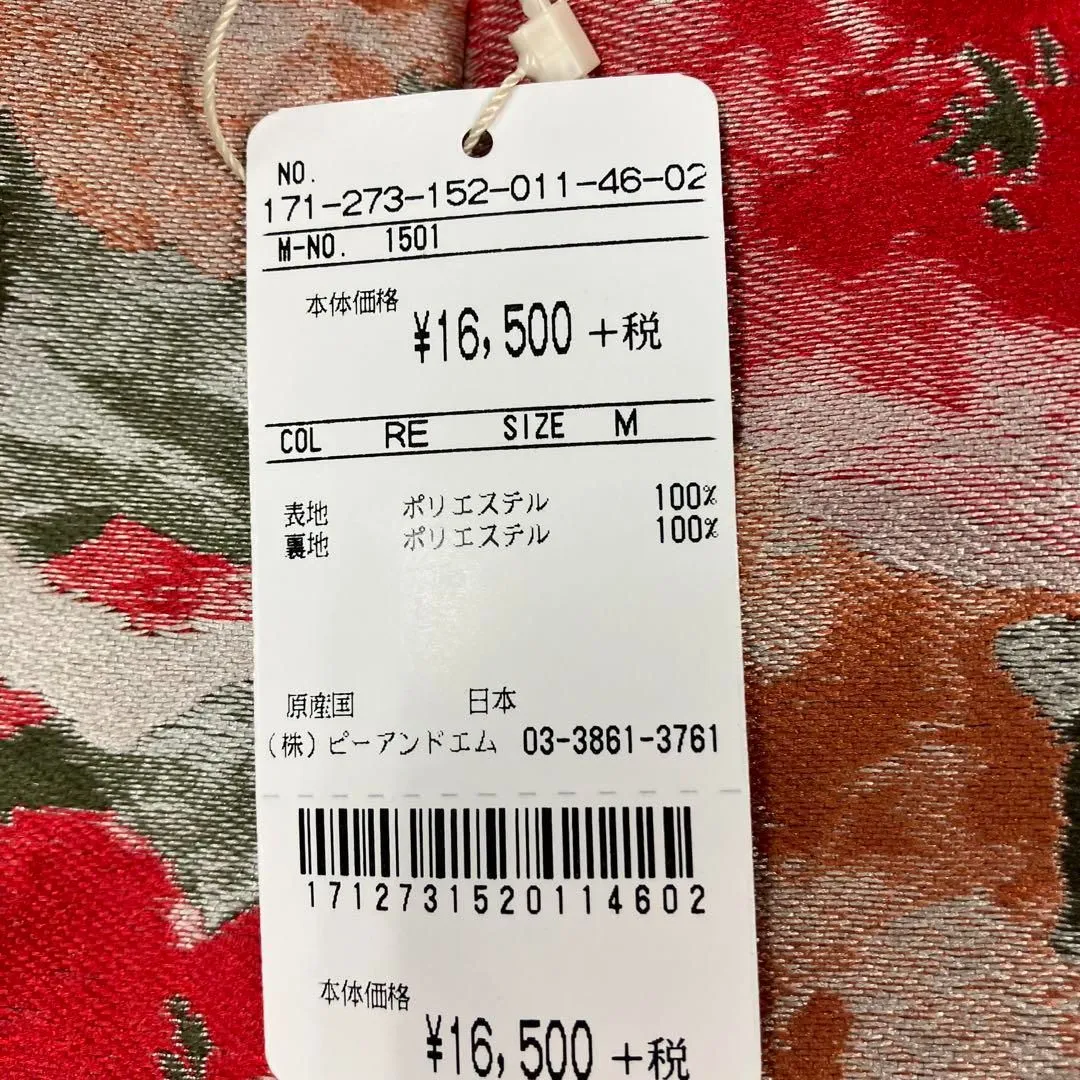 NO.
171-273-152-011-46-02
M-NO. 1501
本体価格
¥16,500 +税
COL RE SIZE M
表地 ポリエステル 100%
裏地 ポリエステル 100%
原産国 日本
(株)ピーアンドエム 03-3861-3761
17127315201146​02
本体価格
¥16,500 +税